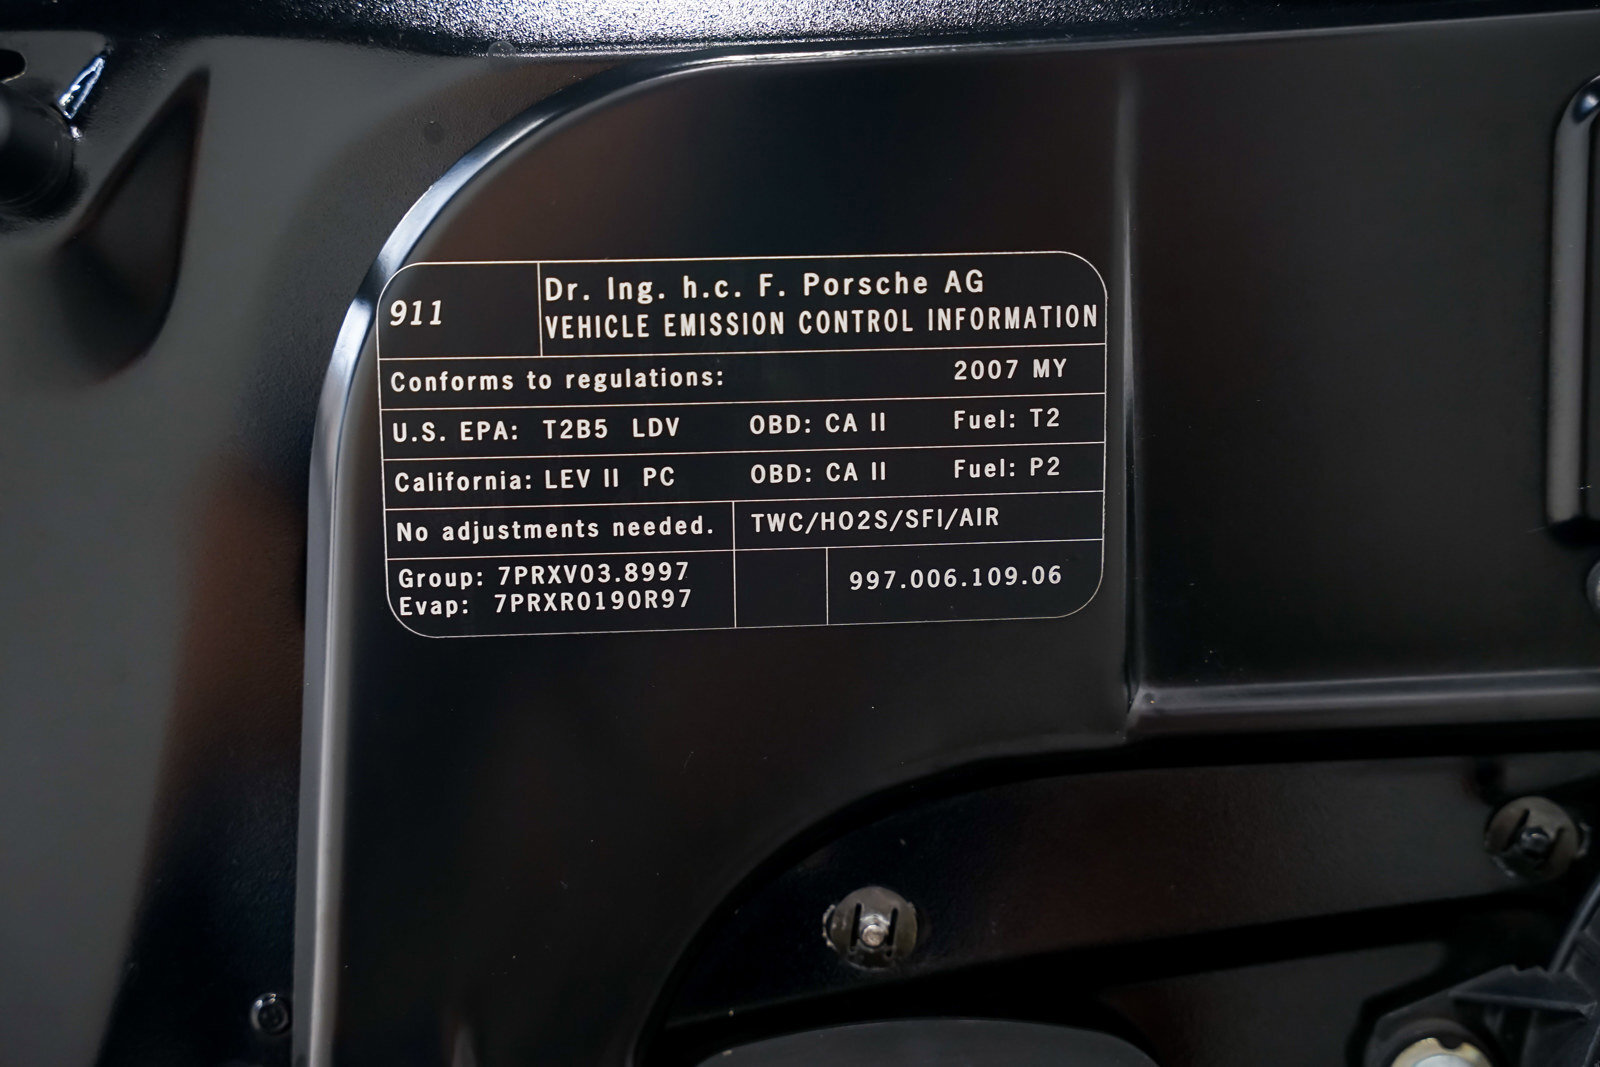 911
Dr. Ing. h.c. F. Porsche AG
VEHICLE EMISSION CONTROL INFORMATION
Conforms to regulations: 2007 MY
U.S. EPA: T2B5 LDV OBD: CA II Fuel: T2
California: LEV II PC OBD: CA II Fuel: P2
No adjustments needed. TWC/HO2S/SFI/AIR
Group: 7PRXV03.8997
Evap: 7PRXR0190R97
997.006.109.06